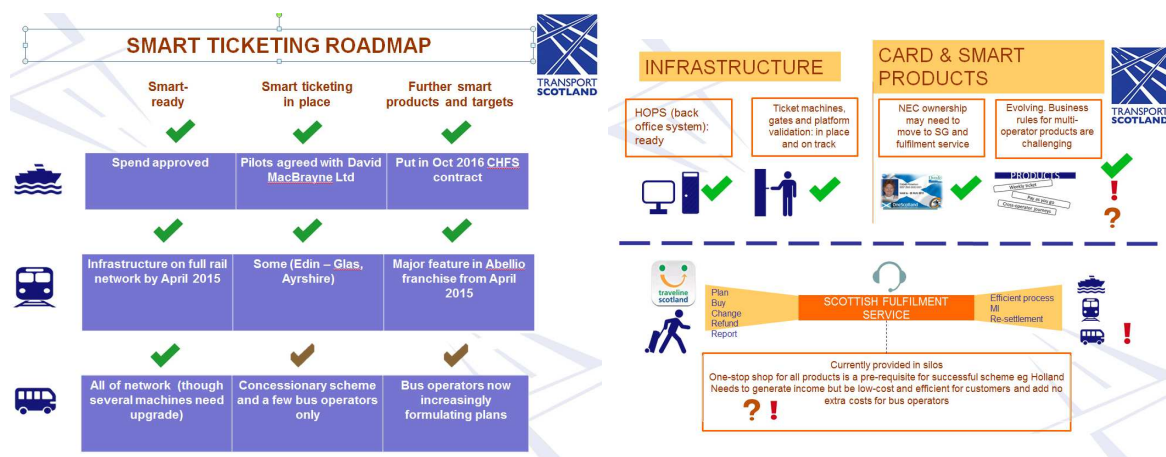 SMART TICKETING ROADMAP
TRANSPORT
SCOTLAND
Smart-
ready
Smart ticketing
in place
Further smart
products and targets
Spend approved
Pilots agreed with David
MacBrayne Ltd
Put in Oct 2016 CHFS
contract
Infrastructure on full rail
network by April 2015
Some (Edin – Glas,
Ayrshire)
Major feature in Abellio
franchise from April
2015
All of network (though
several machines need
upgrade)
Concessionary scheme
and a few bus operators
only
Bus operators now
increasingly
formulating plans
INFRASTRUCTURE
CARD & SMART
PRODUCTS
TRANSPORT
SCOTLAND
HOPS (back
office system):
ready
Ticket machines,
gates and platform
validation: in place
and on track
NEC ownership
may need to
move to SG and
fulfilment service
Evolving. Business
rules for multi-
operator products are
challenging
PRODUCTS
Weekly ticket
Pay as you go
Cross-operator journeys
!
?
traveline
scotland
Plan
Buy
Change
Refund
Report
SCOTTISH FULFILMENT
SERVICE
Efficient process
MI
Re-settlement
!
Currently provided in silos
One-stop shop for all products is a pre-requisite for successful scheme eg Holland
Needs to generate income but be low-cost and efficient for customers and add no
extra costs for bus operators
? !